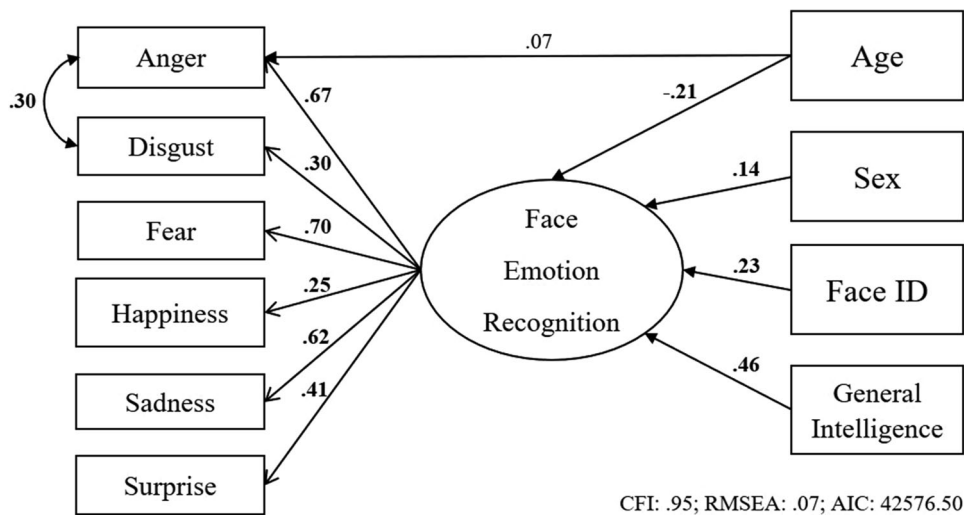 Anger
.07
Age
.67
-.21
.30
Disgust
.30
.14
Sex
Fear
.70
Face
Emotion
Recognition
.23
Face ID
.25
Happiness
.62
Sadness
.41
.46
General
Intelligence
Surprise
CFI: .95; RMSEA: .07; AIC: 42576.50